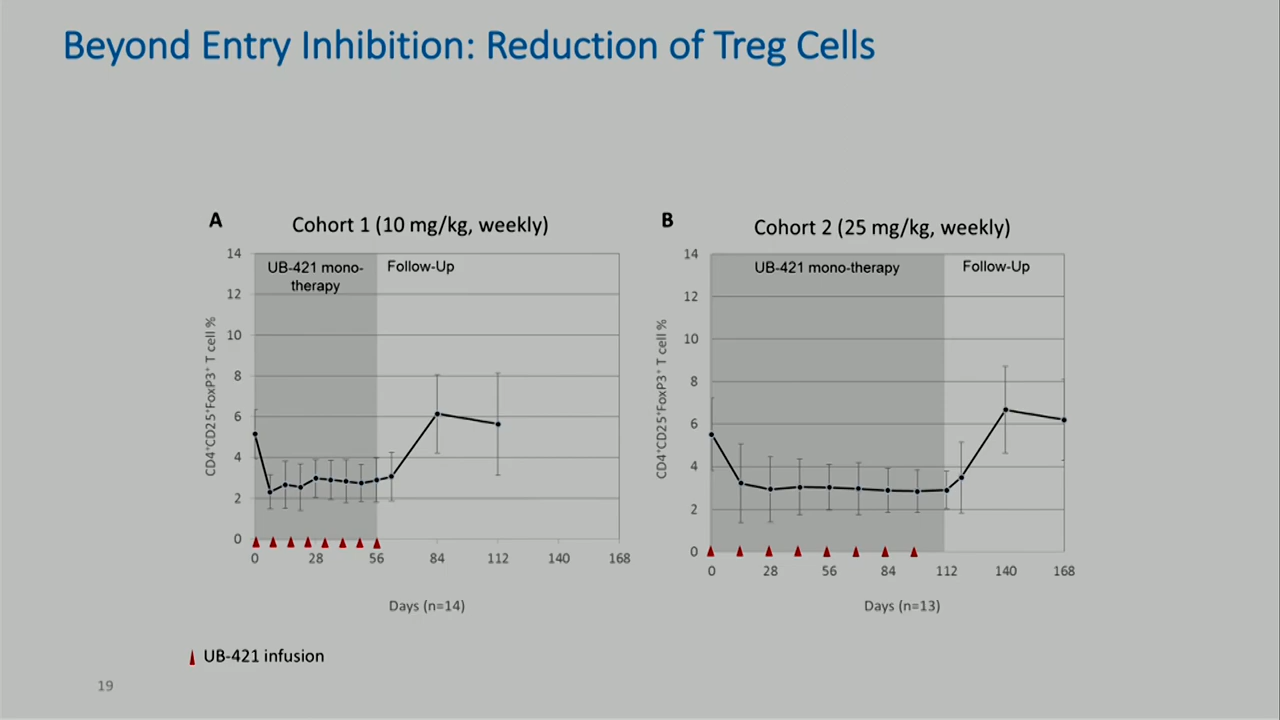 Beyond Entry Inhibition: Reduction of Treg Cells
A
Cohort 1 (10 mg/kg, weekly)
UB-421 mono-
therapy
Follow-Up
CD4⁺CD25⁺FoxP3⁺ T cell %
14
12
10
8
6
4
2
0
0 28 56 84 112 140 168
Days (n=14)
B
Cohort 2 (25 mg/kg, weekly)
UB-421 mono-therapy
Follow-Up
CD4⁺CD25⁺FoxP3⁺ T cell %
14
12
10
8
6
4
2
0
0 28 56 84 112 140 168
Days (n=13)
UB-421 infusion
19